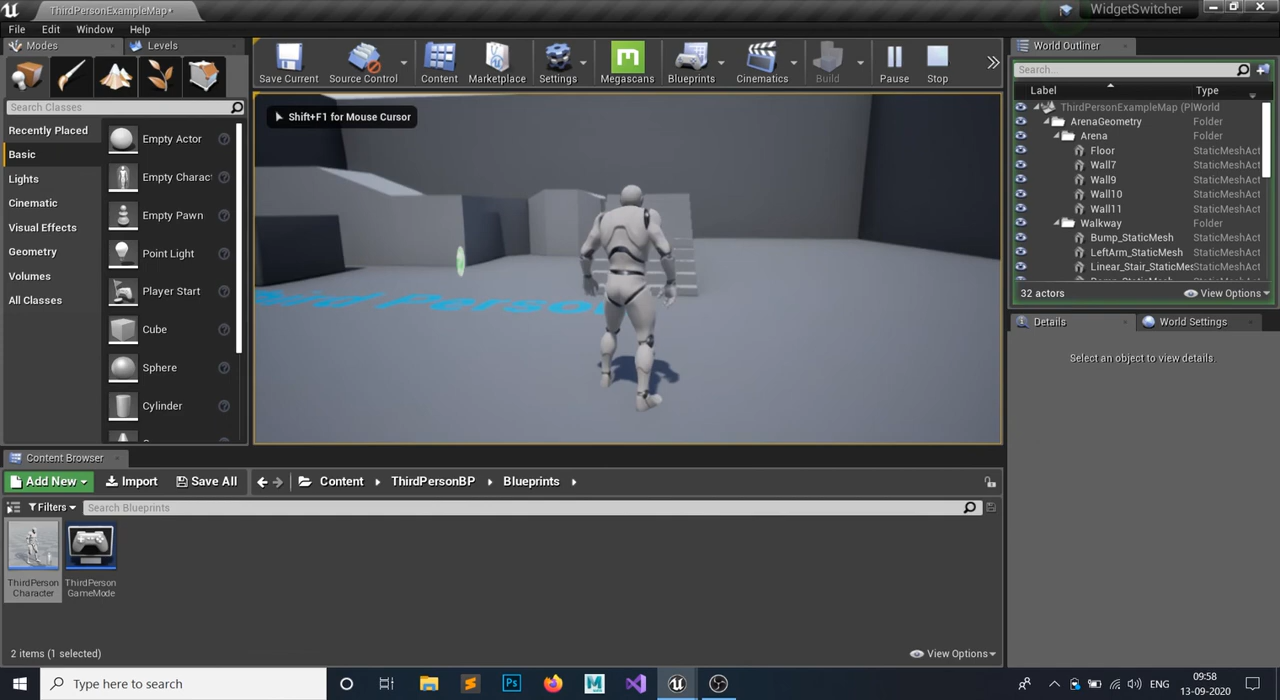 ThirdPersonExampleMap*
WidgetSwitcher
File Edit Window Help
Modes Levels
Search Classes
Recently Placed
Basic
Lights
Cinematic
Visual Effects
Geometry
Volumes
All Classes
Empty Actor
Empty Charac
Empty Pawn
Point Light
Player Start
Cube
Sphere
Cylinder
Save Current Source Control Content Marketplace Settings Megascans Blueprints Cinematics Build Pause Stop
Shift+F1 for Mouse Cursor
World Outliner
Search...
Label Type
ThirdPersonExampleMap (Pl World
ArenaGeometry Folder
Arena Folder
Floor StaticMeshAct
Wall7 StaticMeshAct
Wall9 StaticMeshAct
Wall10 StaticMeshAct
Wall11 StaticMeshAct
Walkway Folder
Bump_StaticMesh StaticMeshAct
LeftArm_StaticMesh StaticMeshAct
Linear_Stair_StaticMes StaticMeshAct
32 actors View Options
Details World Settings
Select an object to view details.
Content Browser
Add New Import Save All Content ThirdPersonBP Blueprints
Filters Search Blueprints
ThirdPerson
Character
ThirdPerson
GameMode
2 items (1 selected) View Options
Type here to search
Ps
M
ENG
09:58
13-09-2020